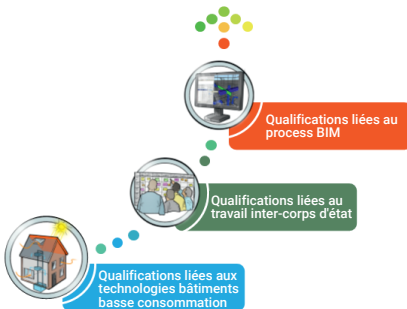 Qualifications liées au
process BIM
Qualifications liées au
travail inter-corps d'état
Qualifications liées aux
technologies bâtiments
basse consommation